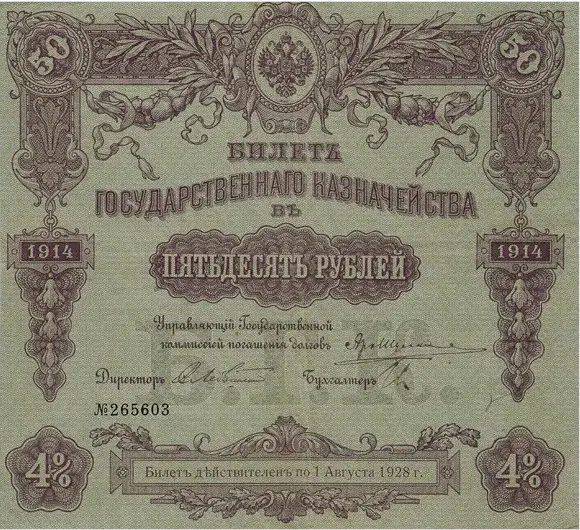 50 50
БИЛЕТЪ
ГОСУДАРСТВЕННАГО КАЗНАЧЕЙСТВА
ВЪ
1914 1914
ПЯТЬДЕСЯТЪ РУБЛЕЙ
Управляющій Государственной
коммиссіей погашенія долговъ
Директоръ Бухгалтеръ
№265603
4% 4%
Билетъ дѣйствителенъ по 1 Августа 1928 г.